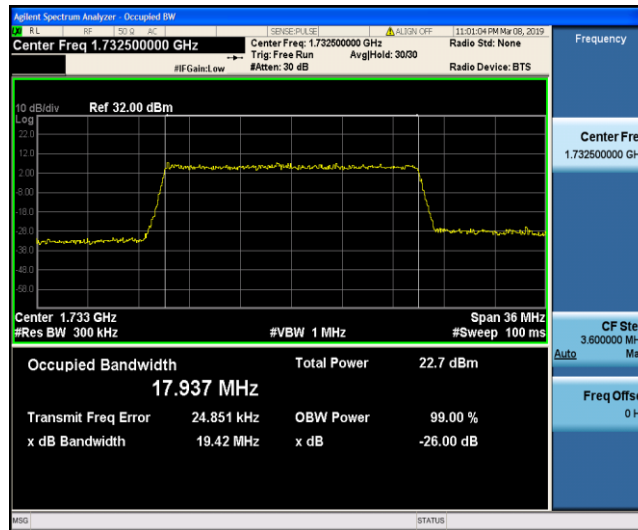 Agilent Spectrum Analyzer - Occupied BW
RL RF 50 Ω AC SENSE:PULSE ALIGN OFF 11:01:04 PM Mar 08, 2019
Center Freq 1.732500000 GHz
Center Freq: 1.732500000 GHz
Radio Std: None
Trig: Free Run Avg|Hold: 30/30
#IFGain:Low
#Atten: 30 dB
Radio Device: BTS
10 dB/div Ref 32.00 dBm
Log
22.0
12.0
2.00
-8.00
-18.0
-28.0
-38.0
-48.0
-58.0
Center 1.733 GHz Span 36 MHz
#Res BW 300 kHz #VBW 1 MHz #Sweep 100 ms
Occupied Bandwidth Total Power 22.7 dBm
17.937 MHz
Transmit Freq Error 24.851 kHz OBW Power 99.00 %
x dB Bandwidth 19.42 MHz x dB -26.00 dB
MSG STATUS
Frequency
Center Fre
1.732500000 GH
CF Ste
3.600000 MH
Auto Ma
Freq Offse
0 H